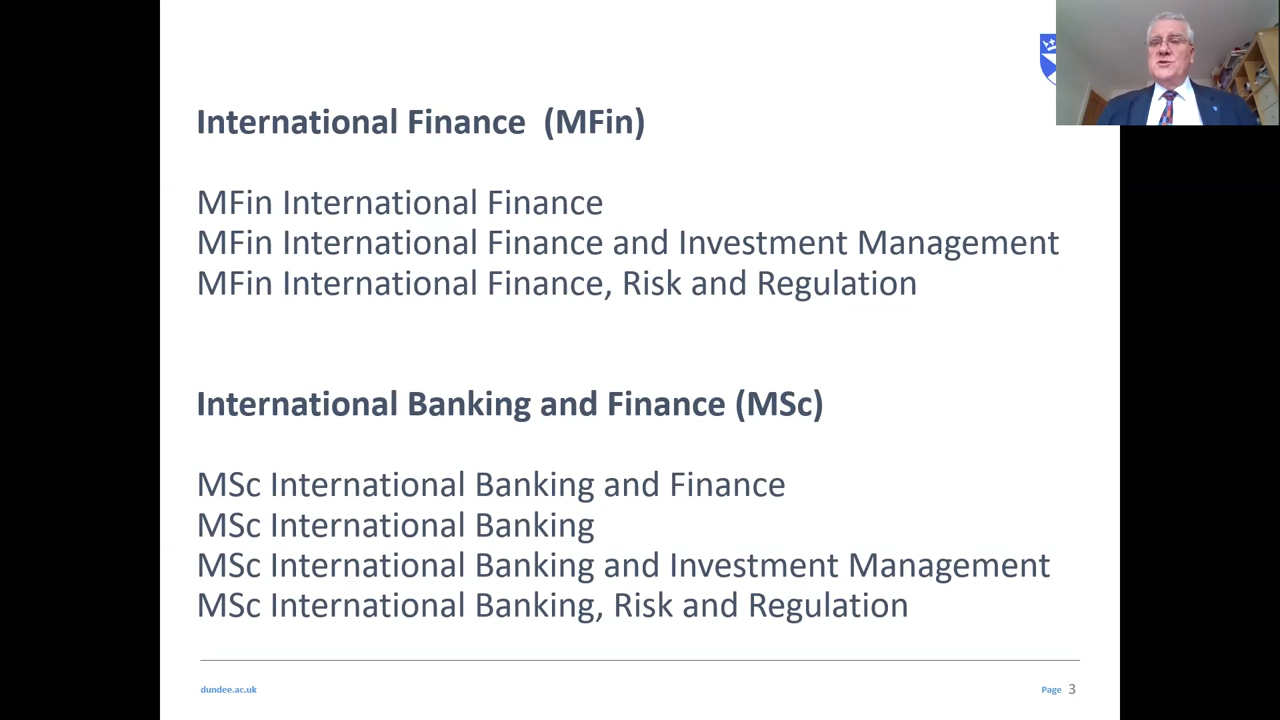 International Finance  (MFin)
MFin International Finance
MFin International Finance and Investment Management
MFin International Finance, Risk and Regulation
International Banking and Finance (MSc)
MSc International Banking and Finance
MSc International Banking
MSc International Banking and Investment Management
MSc International Banking, Risk and Regulation
dundee.ac.uk
Page 3